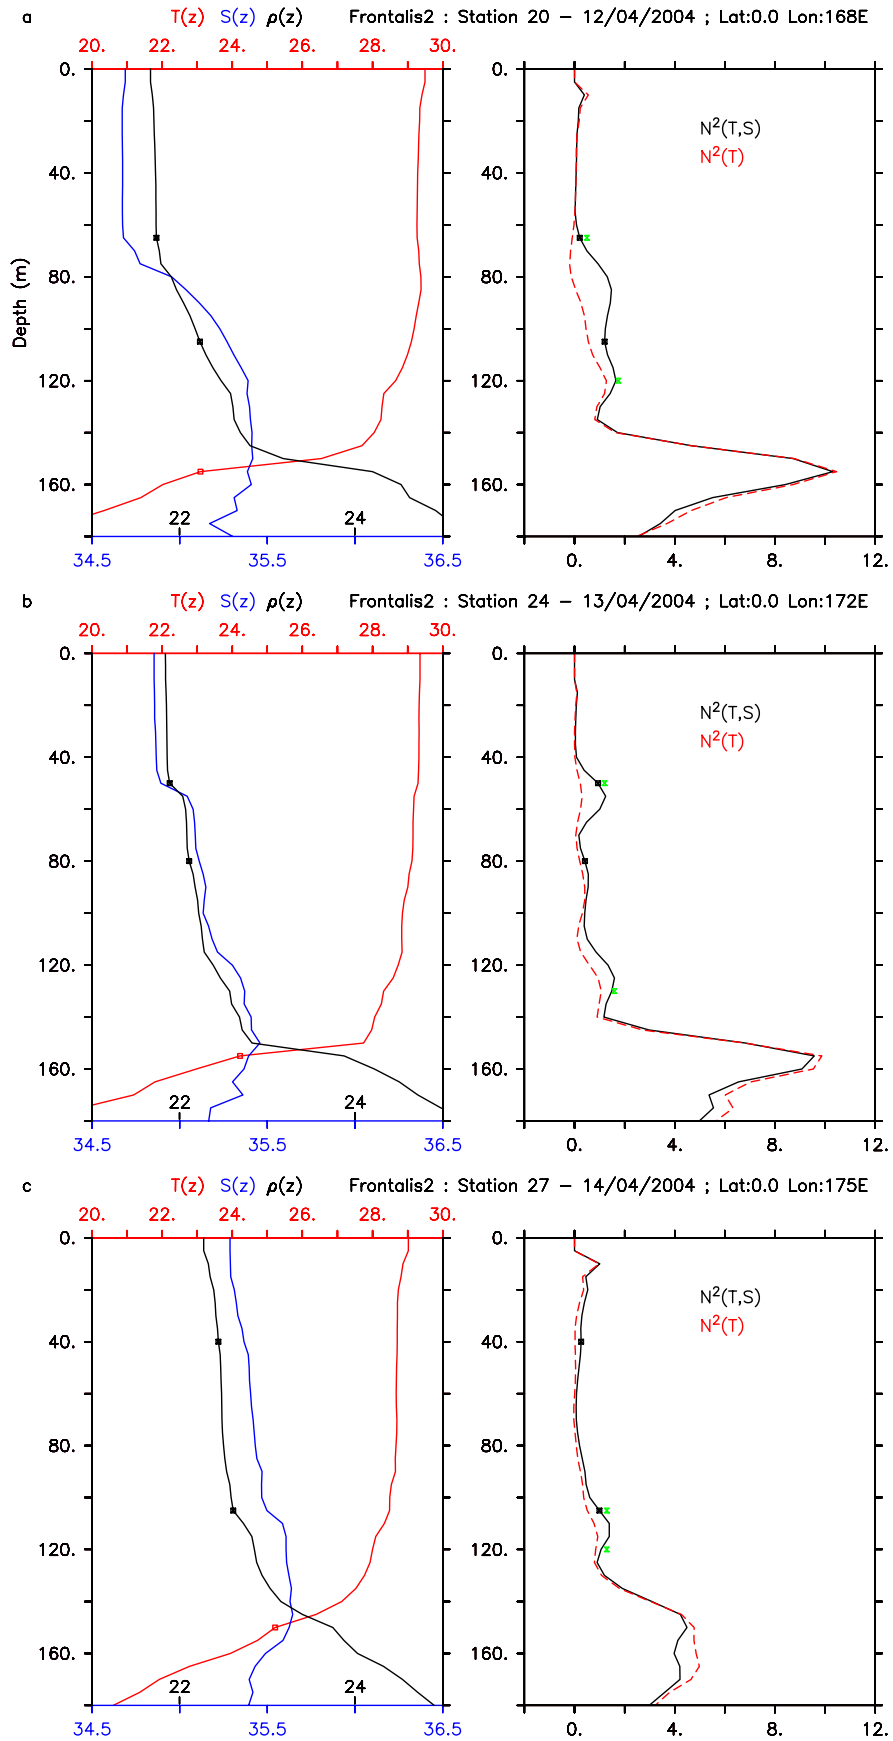 a T(z) S(z) ρ(z) Frontalis2 : Station 20 – 12/04/2004 ; Lat:0.0 Lon:168E
20. 22. 24. 26. 28. 30.
0.
40.
80.
120.
160.
Depth (m)
N²(T,S)
N²(T)
22 24
34.5 35.5 36.5
0. 4. 8. 12.
b T(z) S(z) ρ(z) Frontalis2 : Station 24 – 13/04/2004 ; Lat:0.0 Lon:172E
20. 22. 24. 26. 28. 30.
0.
40.
80.
120.
160.
N²(T,S)
N²(T)
22 24
34.5 35.5 36.5
0. 4. 8. 12.
c T(z) S(z) ρ(z) Frontalis2 : Station 27 – 14/04/2004 ; Lat:0.0 Lon:175E
20. 22. 24. 26. 28. 30.
0.
40.
80.
120.
160.
N²(T,S)
N²(T)
22 24
34.5 35.5 36.5
0. 4. 8. 12.